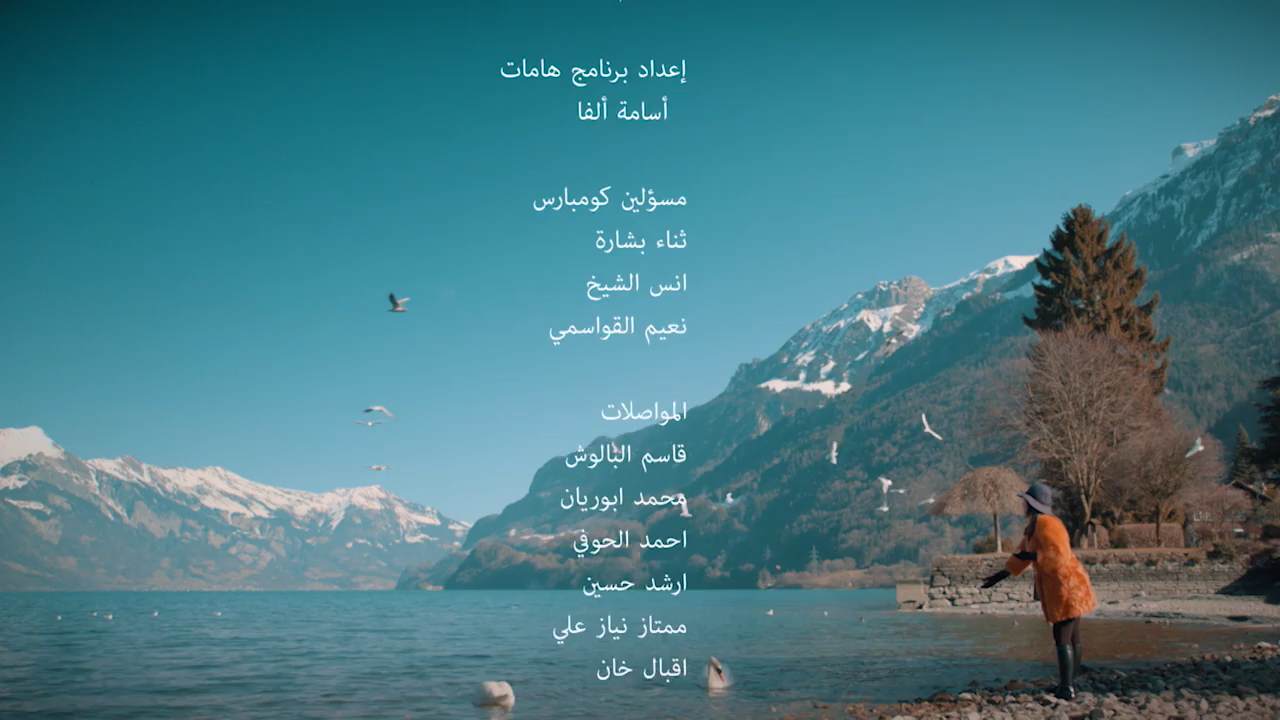 إعداد برنامج هامات
أسامة ألفا
مسؤلين كومبارس
ثناء بشارة
انس الشيخ
نعيم القواسمي
المواصلات
قاسم البالوش
محمد ابوريان
احمد الحوفي
ارشد حسين
ممتاز نياز علي
اقبال خان